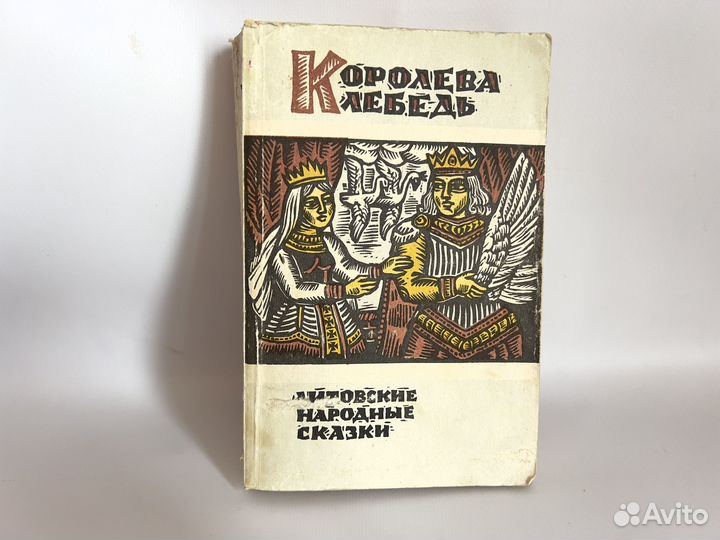 Королева
лебедь
Литовские
народные
сказки
Avito